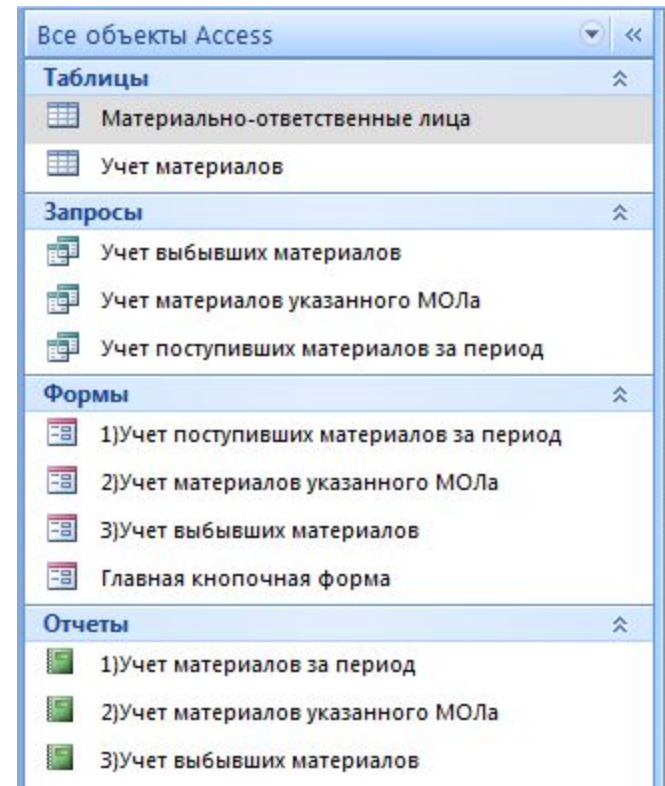 Все объекты Access
Таблицы
Материально-ответственные лица
Учет материалов
Запросы
Учет выбывших материалов
Учет материалов указанного МОЛа
Учет поступивших материалов за период
Формы
1)Учет поступивших материалов за период
2)Учет материалов указанного МОЛа
3)Учет выбывших материалов
Главная кнопочная форма
Отчеты
1)Учет материалов за период
2)Учет материалов указанного МОЛа
3)Учет выбывших материалов